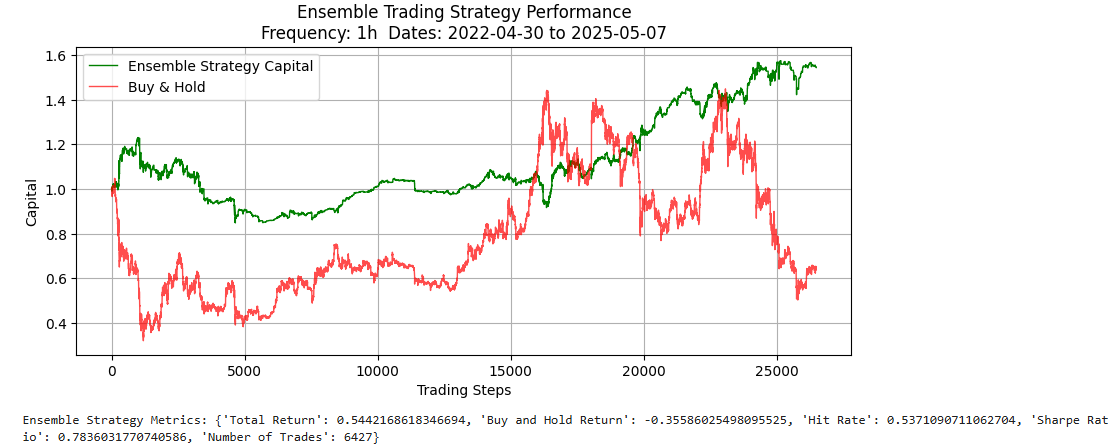 Ensemble Trading Strategy Performance
Frequency: 1h Dates: 2022-04-30 to 2025-05-07
Ensemble Strategy Capital
Buy & Hold
1.6
1.4
1.2
1.0
0.8
0.6
0.4
Capital
0
5000
10000
15000
20000
25000
Trading Steps
Ensemble Strategy Metrics: {'Total Return': 0.5442168618346694, 'Buy and Hold Return': -0.35586025498095525, 'Hit Rate': 0.5371090711062704, 'Sharpe Rat
io': 0.7836031770740586, 'Number of Trades': 6427}